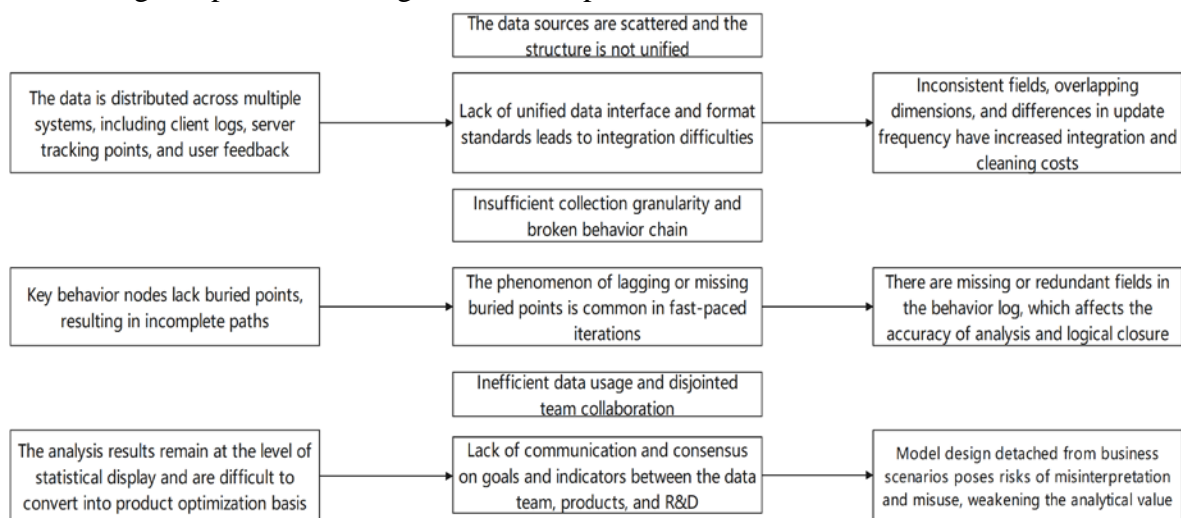 The data sources are scattered and the
structure is not unified
The data is distributed across multiple
systems, including client logs, server
tracking points, and user feedback
Lack of unified data interface and format
standards leads to integration difficulties
Inconsistent fields, overlapping
dimensions, and differences in update
frequency have increased integration and
cleaning costs
Insufficient collection granularity and
broken behavior chain
Key behavior nodes lack buried points,
resulting in incomplete paths
The phenomenon of lagging or missing
buried points is common in fast-paced
iterations
There are missing or redundant fields in
the behavior log, which affects the
accuracy of analysis and logical closure
Inefficient data usage and disjointed
team collaboration
The analysis results remain at the level of
statistical display and are difficult to
convert into product optimization basis
Lack of communication and consensus
on goals and indicators between the data
team, products, and R&D
Model design detached from business
scenarios poses risks of misinterpretation
and misuse, weakening the analytical value